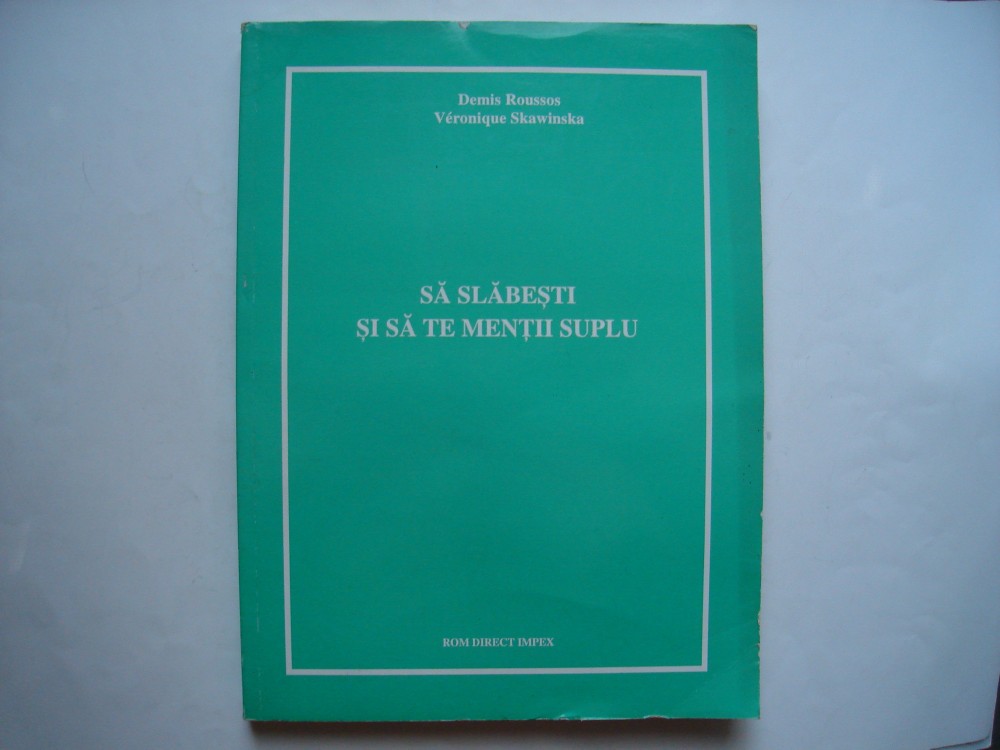 Demis Roussos
Véronique Skawinska
SĂ SLĂBEȘTI
ȘI SĂ TE MENȚII SUPLU
ROM DIRECT IMPEX